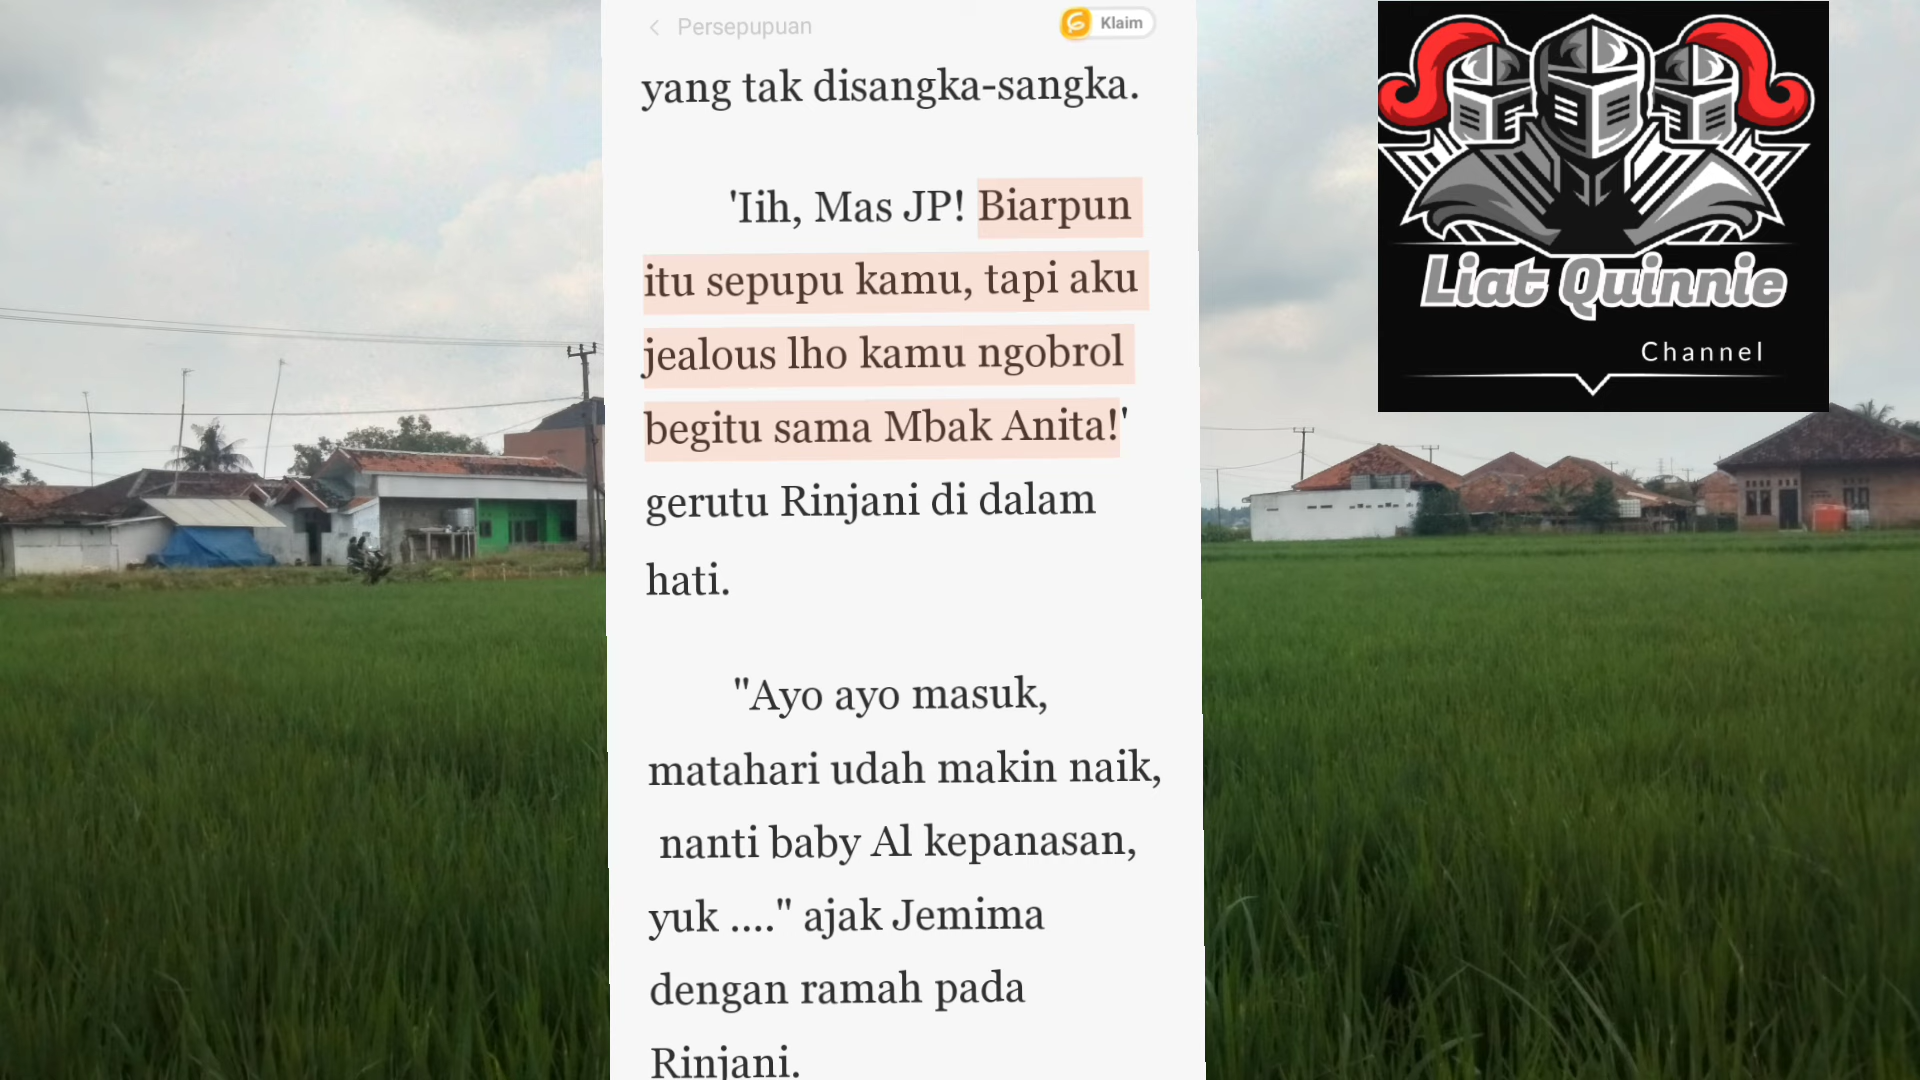 Persepupuan
Klaim
yang tak disangka-sangka.
'Iih, Mas JP! Biarpun
itu sepupu kamu, tapi aku
jealous lho kamu ngobrol
begitu sama Mbak Anita!'
gerutu Rinjani di dalam
hati.
"Ayo ayo masuk,
matahari udah makin naik,
nanti baby Al kepanasan,
yuk ...." ajak Jemima
dengan ramah pada
Rinjani.
Liat Quinnie
Channel